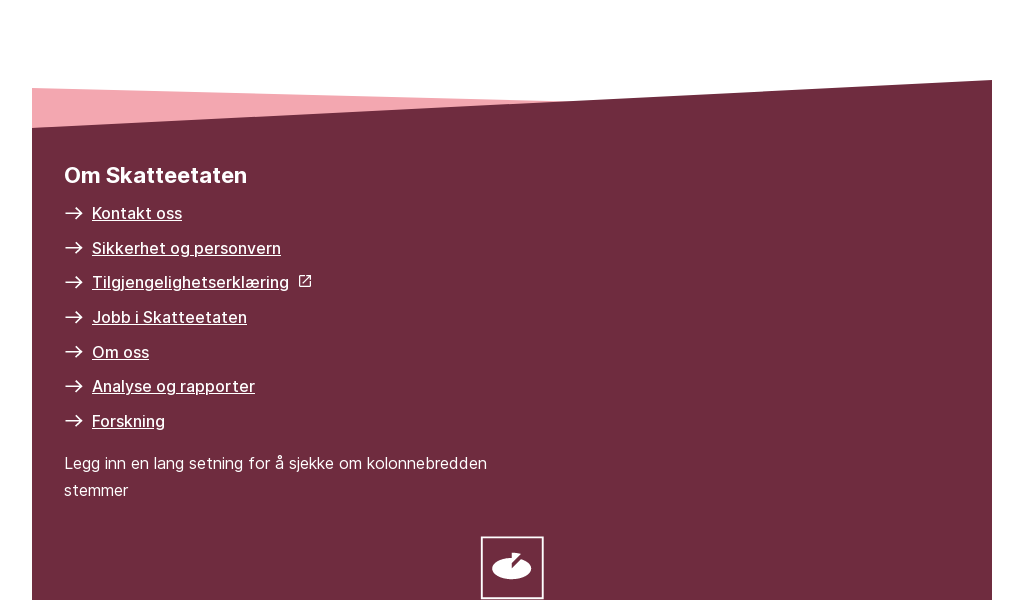 Om Skatteetaten
Kontakt oss
Sikkerhet og personvern
Tilgjengelighetserklæring
Jobb i Skatteetaten
Om oss
Analyse og rapporter
Forskning
Legg inn en lang setning for å sjekke om kolonnebredden
stemmer